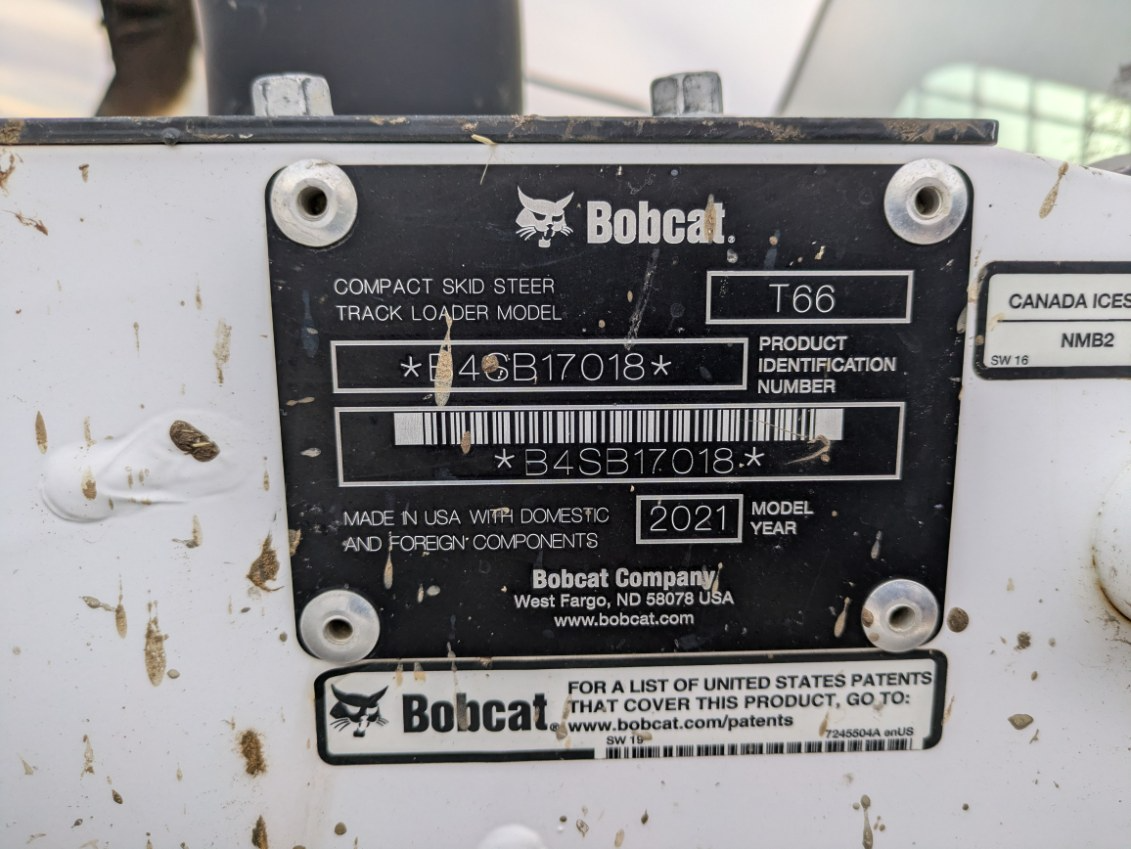 Bobcat.
COMPACT SKID STEER
TRACK LOADER MODEL
T66
*B4SB17018*
PRODUCT
IDENTIFICATION
NUMBER
*B4SB17018*
MADE IN USA WITH DOMESTIC
AND FOREIGN COMPONENTS
2021
MODEL
YEAR
Bobcat Company
West Fargo, ND 58078 USA
www.bobcat.com
CANADA ICES
NMB2
SW 16
Bobcat®
FOR A LIST OF UNITED STATES PATENTS
THAT COVER THIS PRODUCT, GO TO:
www.bobcat.com/patents
SW 19
7245504A enUS